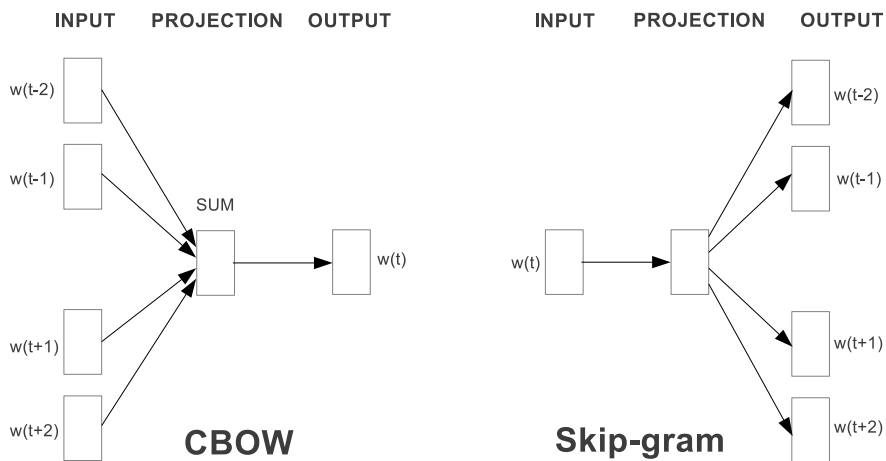 INPUT PROJECTION OUTPUT
w(t-2)
w(t-1)
SUM
w(t)
w(t+1)
w(t+2)
CBOW
INPUT PROJECTION OUTPUT
w(t-2)
w(t-1)
w(t)
w(t+1)
w(t+2)
Skip-gram